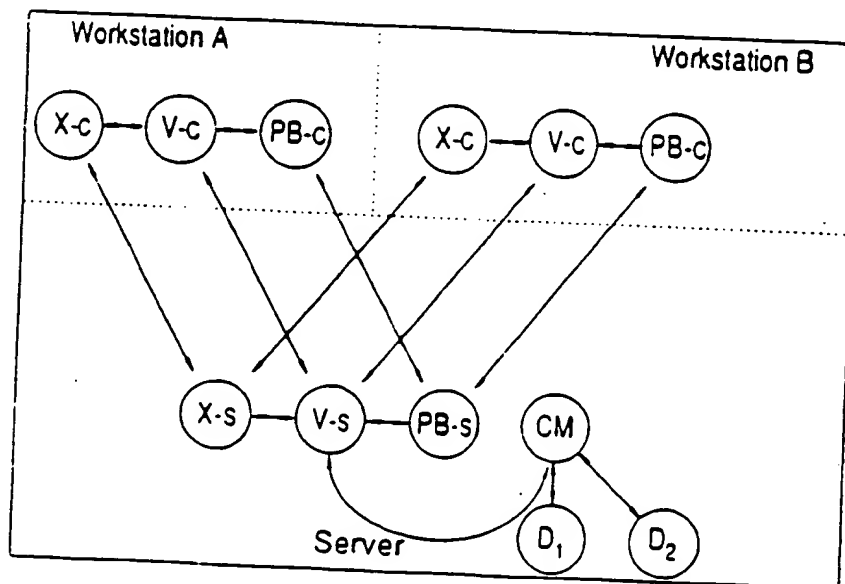 Workstation A
Workstation B
X-c V-c PB-c X-c V-c PB-c
X-s V-s PB-s CM
Server
D1 D2